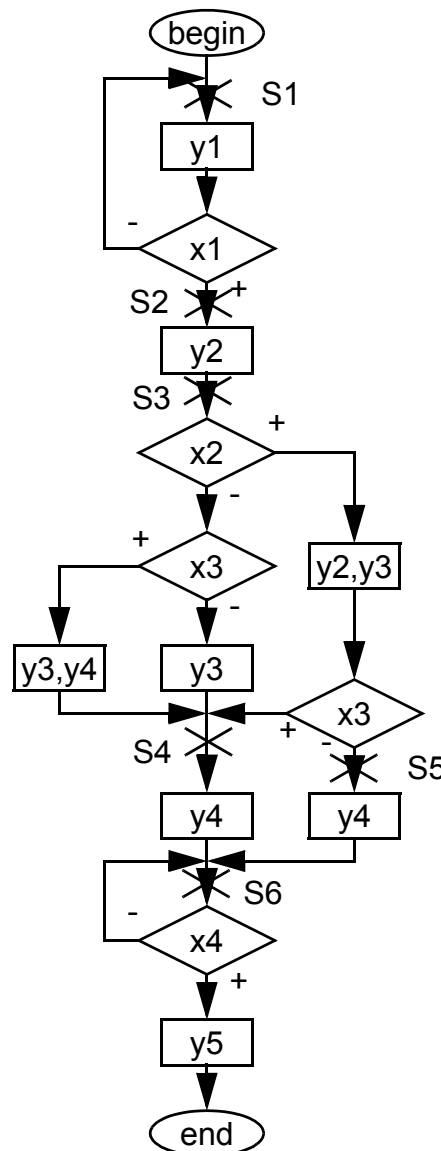 begin
S1
y1
-
x1
+
S2
y2
S3
+
x2
-
+
x3
y2,y3
-
y3,y4
y3
x3
+
-
S4
S5
y4
y4
S6
-
x4
+
y5
end